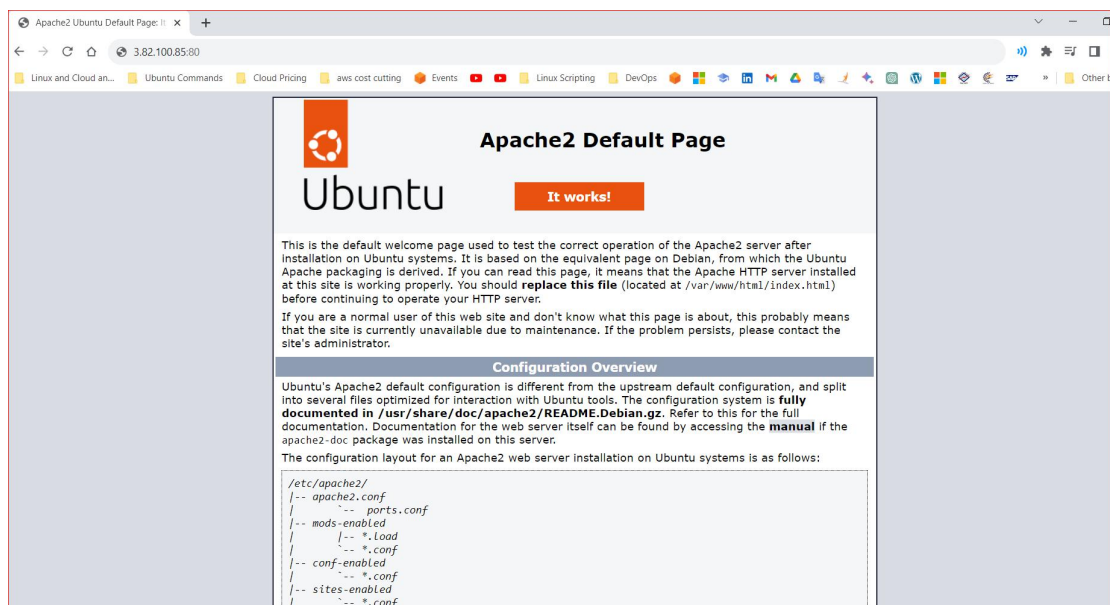 Apache2 Ubuntu Default Page: It
3.82.100.85:80
Linux and Cloud an... Ubuntu Commands Cloud Pricing aws cost cutting Events Linux Scripting DevOps » Other b
Apache2 Default Page
Ubuntu
It works!
This is the default welcome page used to test the correct operation of the Apache2 server after
installation on Ubuntu systems. It is based on the equivalent page on Debian, from which the Ubuntu
Apache packaging is derived. If you can read this page, it means that the Apache HTTP server installed
at this site is working properly. You should replace this file (located at /var/www/html/index.html)
before continuing to operate your HTTP server.
If you are a normal user of this web site and don't know what this page is about, this probably means
that the site is currently unavailable due to maintenance. If the problem persists, please contact the
site's administrator.
Configuration Overview
Ubuntu's Apache2 default configuration is different from the upstream default configuration, and split
into several files optimized for interaction with Ubuntu tools. The configuration system is fully
documented in /usr/share/doc/apache2/README.Debian.gz. Refer to this for the full
documentation. Documentation for the web server itself can be found by accessing the manual if the
apache2-doc package was installed on this server.
The configuration layout for an Apache2 web server installation on Ubuntu systems is as follows:
/etc/apache2/
|-- apache2.conf
|       `--  ports.conf
|-- mods-enabled
|       |-- *.load
|       `-- *.conf
|-- conf-enabled
|       `-- *.conf
|-- sites-enabled
|       `-- *.conf